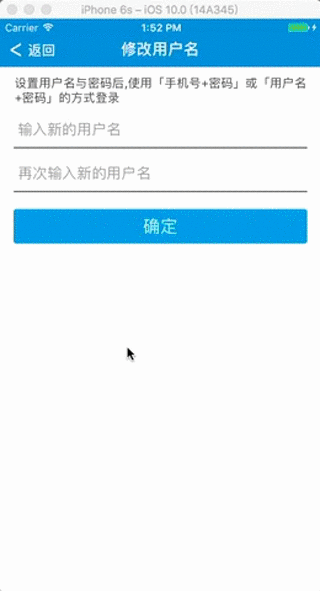 iPhone 6s – iOS 10.0 (14A345)
Carrier 1:52 PM
返回 修改用户名
设置用户名与密码后,使用「手机号+密码」或「用户名
+密码」的方式登录
输入新的用户名
再次输入新的用户名
确定